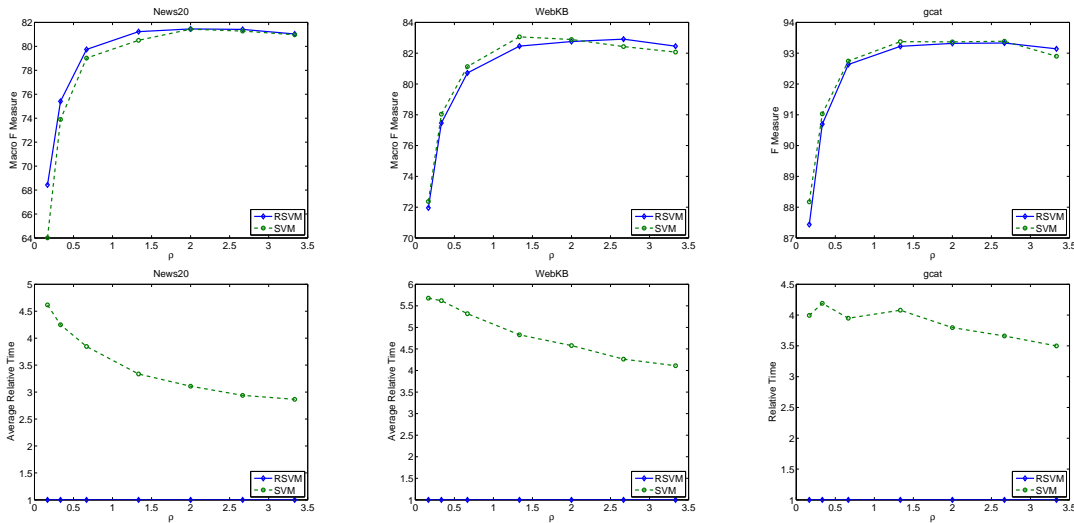 News20
Macro F Measure
82
80
78
76
74
72
70
68
66
64
0 0.5 1 1.5 2 2.5 3 3.5
ρ
RSVM
SVM
WebKB
Macro F Measure
84
82
80
78
76
74
72
70
0 0.5 1 1.5 2 2.5 3 3.5
ρ
RSVM
SVM
gcat
F Measure
94
93
92
91
90
89
88
87
0 0.5 1 1.5 2 2.5 3 3.5
ρ
RSVM
SVM
News20
Average Relative Time
5
4.5
4
3.5
3
2.5
2
1.5
1
0 0.5 1 1.5 2 2.5 3 3.5
ρ
RSVM
SVM
WebKB
Average Relative Time
6
5.5
5
4.5
4
3.5
3
2.5
2
1.5
1
0 0.5 1 1.5 2 2.5 3 3.5
ρ
RSVM
SVM
gcat
Relative Time
4.5
4
3.5
3
2.5
2
1.5
1
0 0.5 1 1.5 2 2.5 3 3.5
ρ
RSVM
SVM